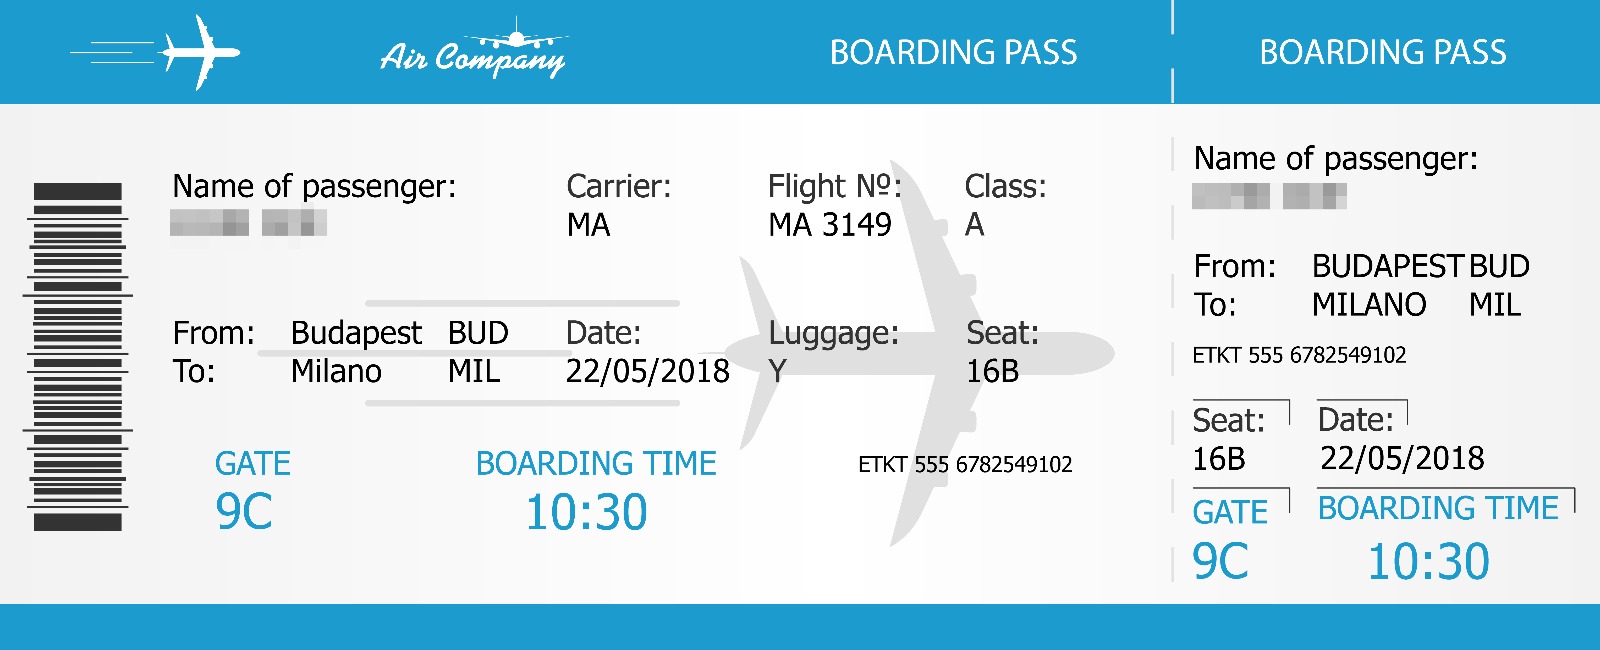 Air Company
BOARDING PASS
BOARDING PASS
Name of passenger:
Carrier:
Flight Nº:
Class:
MA
MA 3149
A
From: Budapest BUD
To: Milano MIL
Date:
22/05/2018
Luggage:
Y
Seat:
16B
GATE
9C
BOARDING TIME
10:30
ETKT 555 6782549102
Name of passenger:
From: BUDAPEST BUD
To: MILANO MIL
ETKT 555 6782549102
Seat:
16B
Date:
22/05/2018
GATE
9C
BOARDING TIME
10:30